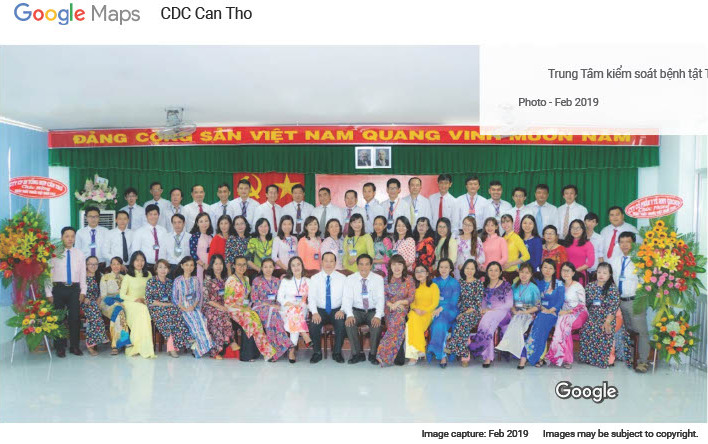 Google Maps CDC Can Tho
Trung Tâm kiểm soát bệnh tật T
Photo - Feb 2019
ĐẢNG CỘNG SẢN VIỆT NAM QUANG VINH MUÔN NĂM
Google
Image capture: Feb 2019 Images may be subject to copyright.